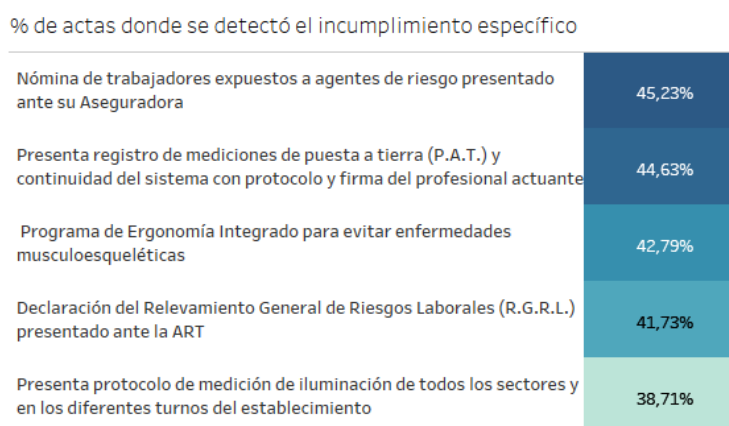 % de actas donde se detectó el incumplimiento específico
Nómina de trabajadores expuestos a agentes de riesgo presentado
ante su Aseguradora
45,23%
Presenta registro de mediciones de puesta a tierra (P.A.T.) y
continuidad del sistema con protocolo y firma del profesional actuante
44,63%
Programa de Ergonomía Integrado para evitar enfermedades
musculoesqueléticas
42,79%
Declaración del Relevamiento General de Riesgos Laborales (R.G.R.L.)
presentado ante la ART
41,73%
Presenta protocolo de medición de iluminación de todos los sectores y
en los diferentes turnos del establecimiento
38,71%